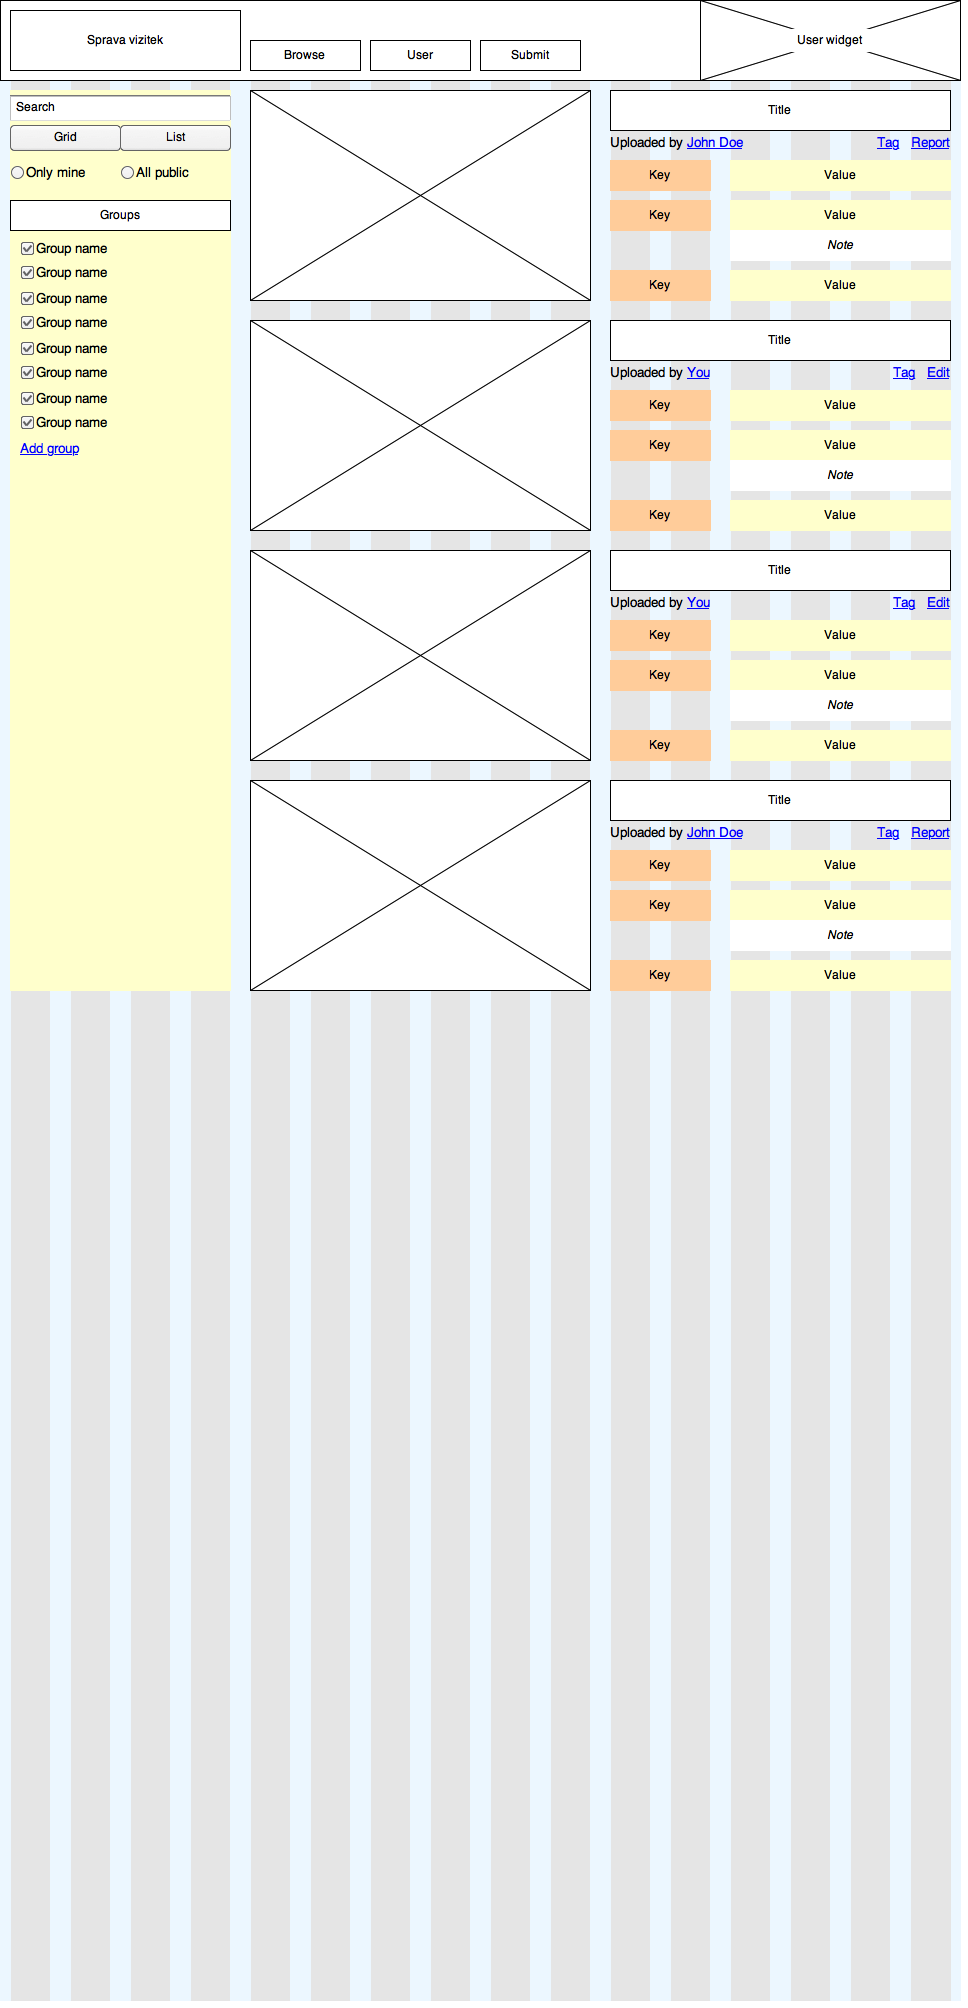 Sprava vizitek
Browse User Submit
User widget
Search
Grid List
Only mine All public
Groups
Group name
Group name
Group name
Group name
Group name
Group name
Group name
Group name
Add group
Title
Uploaded by John Doe Tag Report
Key Value
Key Value
Note
Key Value
Title
Uploaded by You Tag Edit
Key Value
Key Value
Note
Key Value
Title
Uploaded by You Tag Edit
Key Value
Key Value
Note
Key Value
Title
Uploaded by John Doe Tag Report
Key Value
Key Value
Note
Key Value